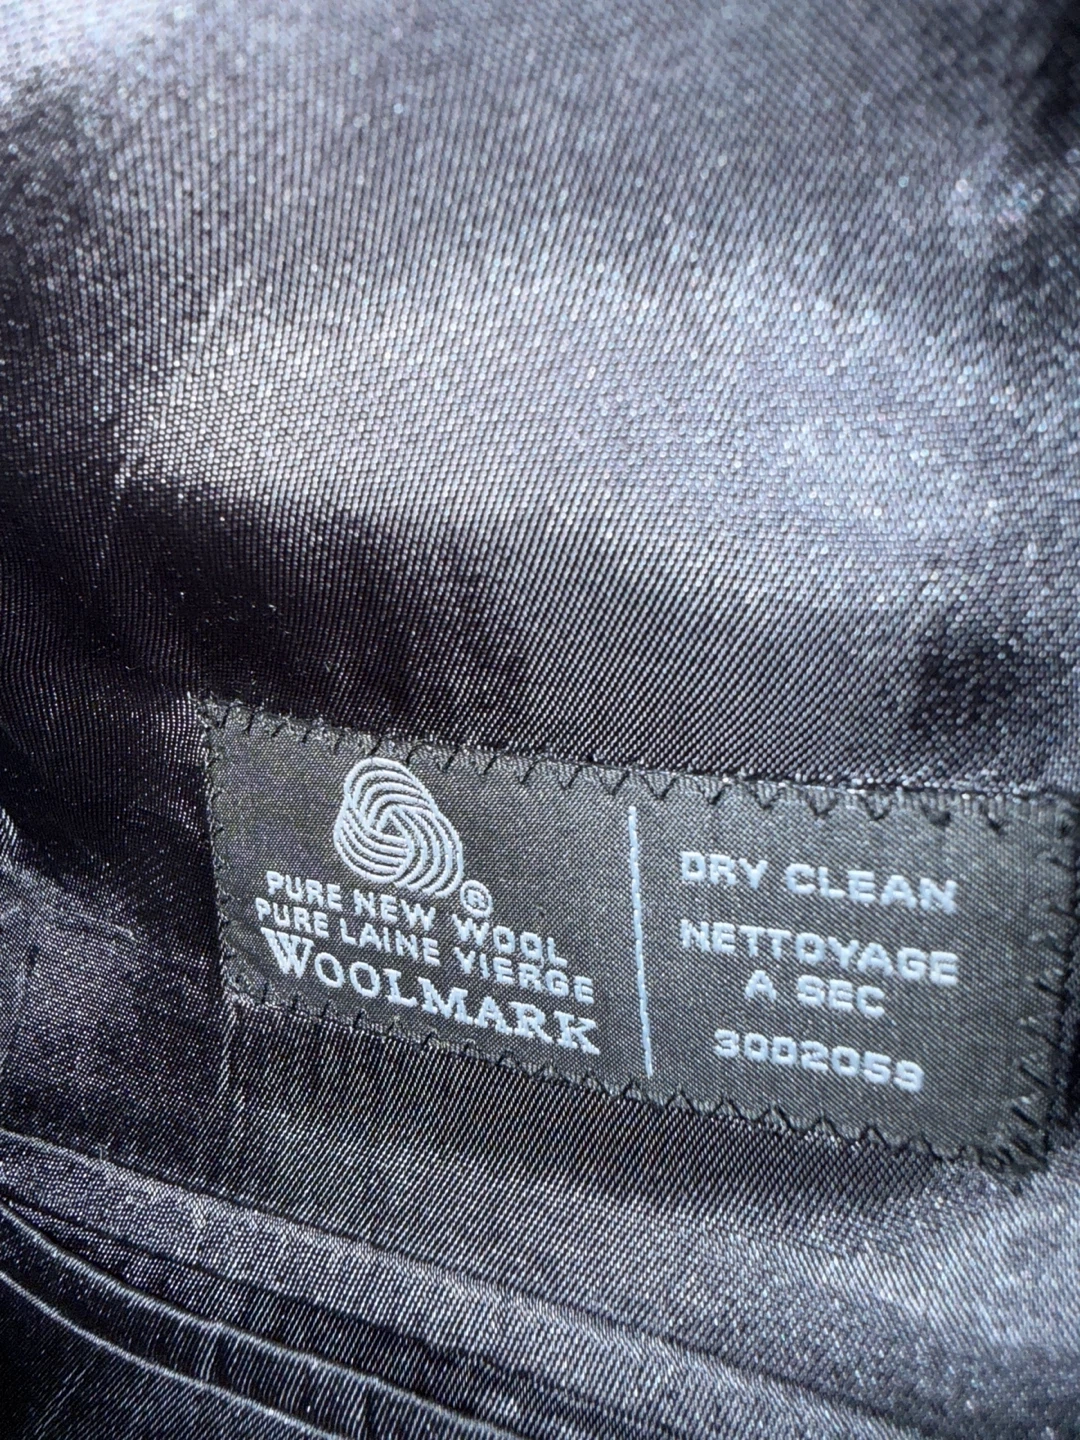 ®
PURE NEW WOOL
PURE LAINE VIERGE
WOOLMARK
DRY CLEAN
NETTOYAGE
A SEC
3002059